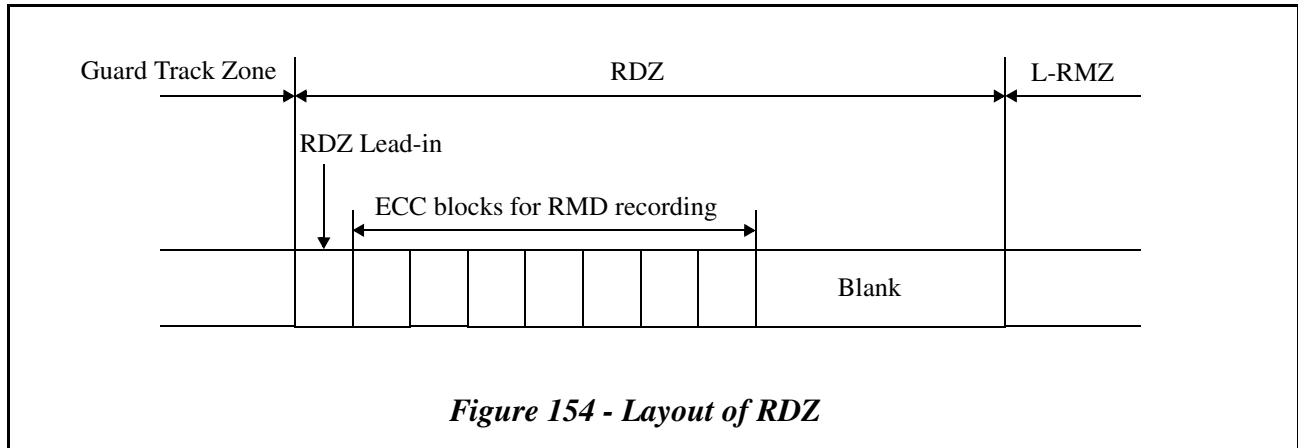 Guard Track Zone
RDZ
L-RMZ
RDZ Lead-in
ECC blocks for RMD recording
Blank
Figure 154 - Layout of RDZ